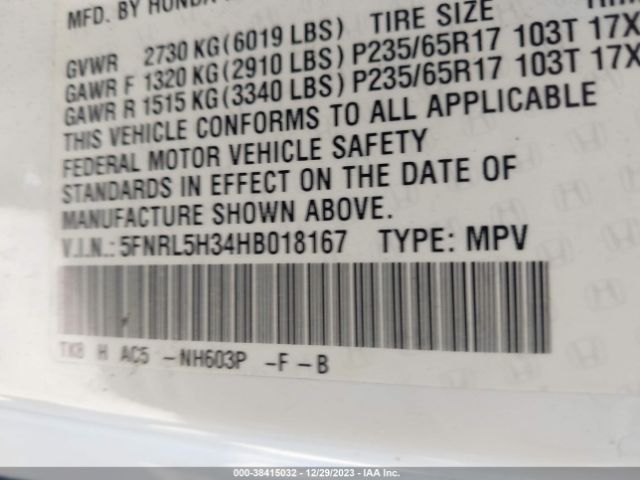 MFD. BY HONDA
GVWR 2730 KG (6019 LBS) TIRE SIZE
GAWR F 1320 KG (2910 LBS) P235/65R17 103T 17X
GAWR R 1515 KG (3340 LBS) P235/65R17 103T 17X
THIS VEHICLE CONFORMS TO ALL APPLICABLE
FEDERAL MOTOR VEHICLE SAFETY
STANDARDS IN EFFECT ON THE DATE OF
MANUFACTURE SHOWN ABOVE.
V.I.N.: 5FNRL5H34HB018167 TYPE: MPV
TK8 H AC5 -NH603P -F-B
000-38415032 - 12/29/2023 - IAA Inc.